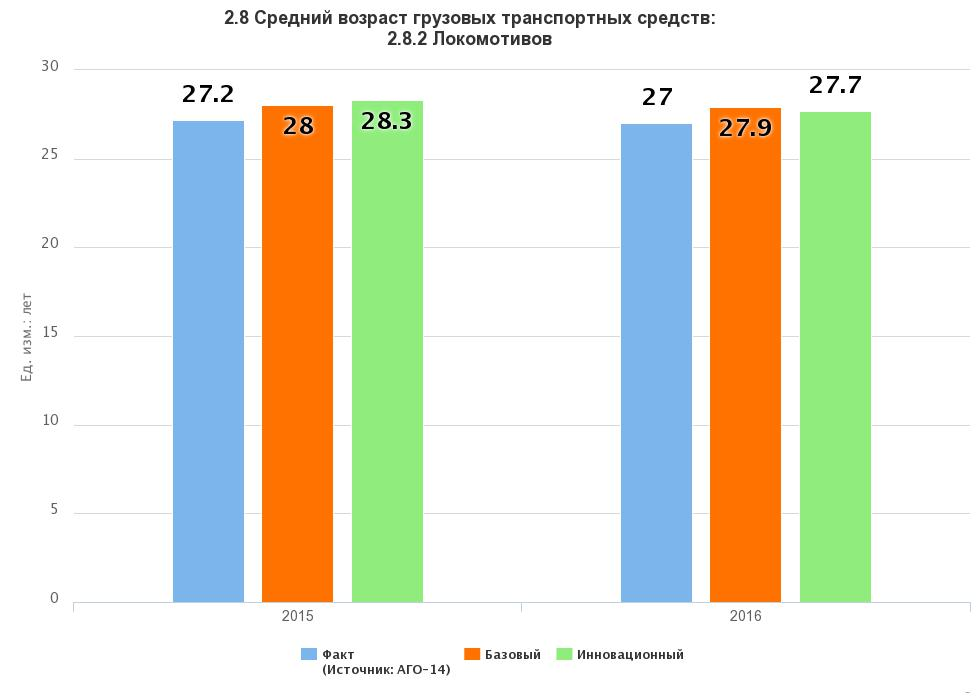 2.8 Средний возраст грузовых транспортных средств:
2.8.2 Локомотивов
30
25
20
15
10
5
0
Ед. изм.: лет
27.2
28
28.3
27
27.9
27.7
2015
2016
Факт
(Источник: АГО-14)
Базовый
Инновационный